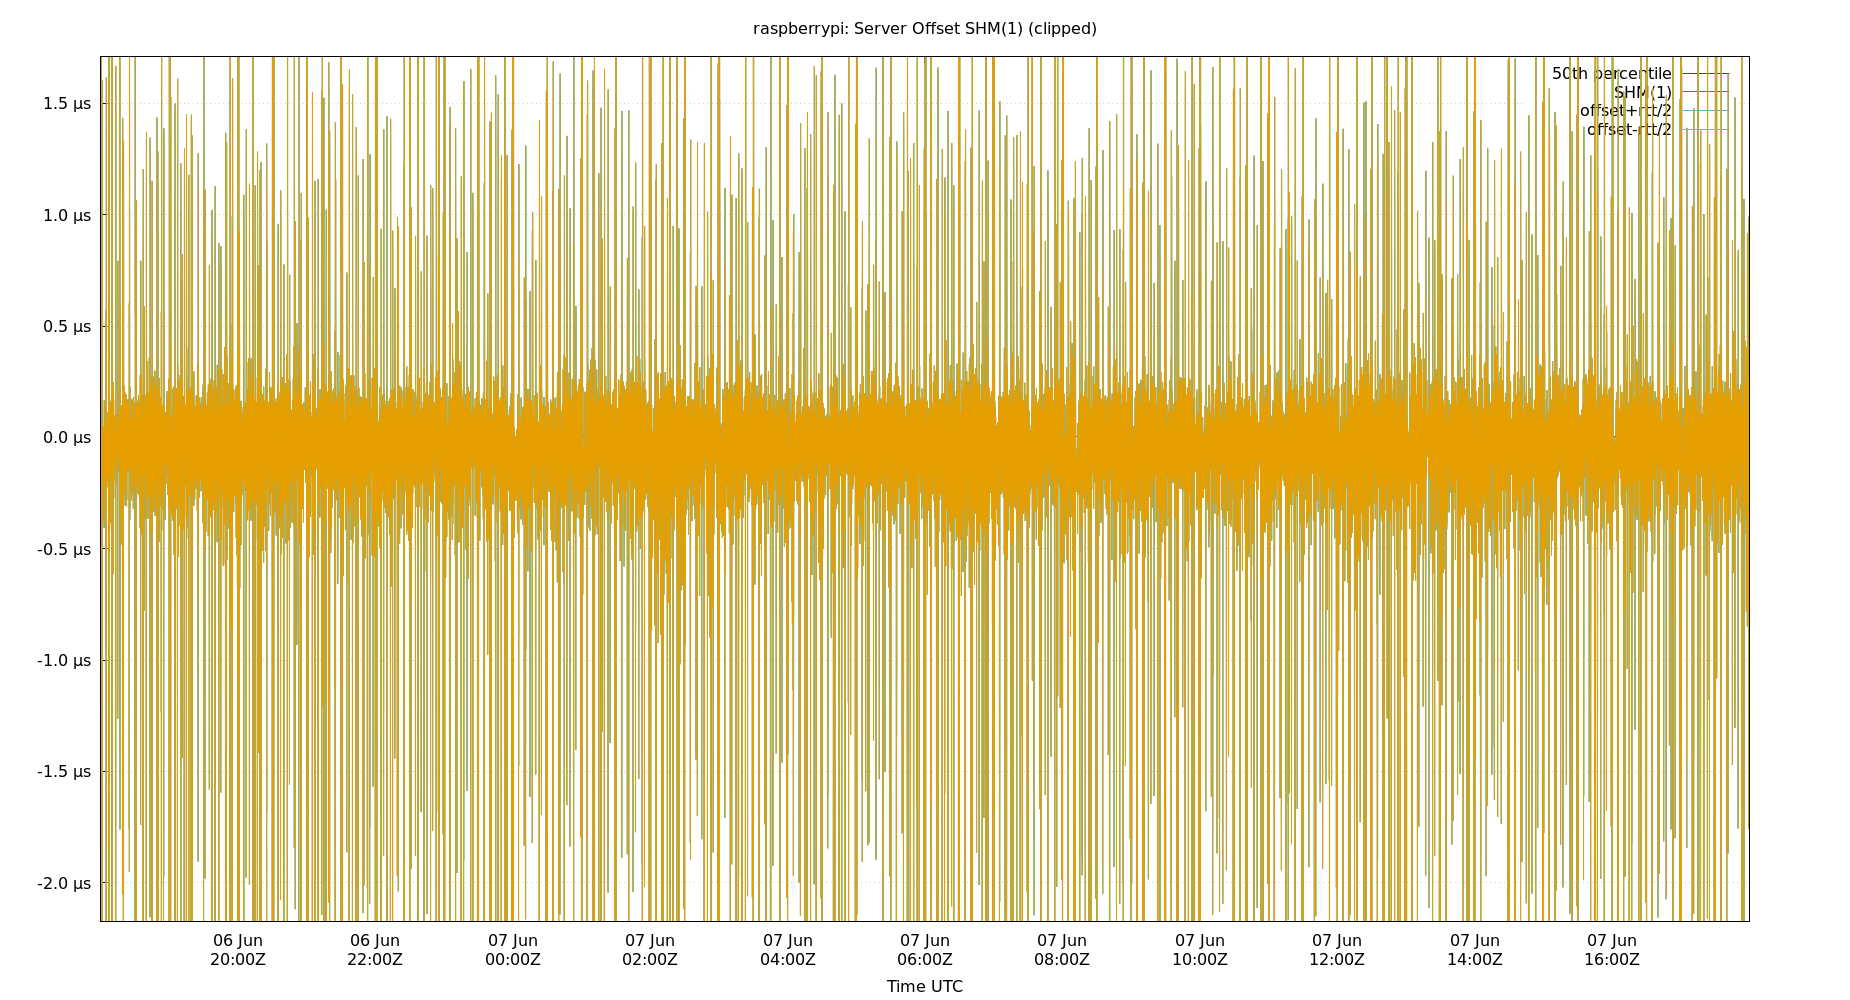 raspberrypi: Server Offset SHM(1) (clipped)
50th percentile
SHM(1)
offset+rtt/2
offset-rtt/2
1.5 µs
1.0 µs
0.5 µs
0.0 µs
-0.5 µs
-1.0 µs
-1.5 µs
-2.0 µs
06 Jun 06 Jun 07 Jun 07 Jun 07 Jun 07 Jun 07 Jun 07 Jun 07 Jun 07 Jun 07 Jun
20:00Z 22:00Z 00:00Z 02:00Z 04:00Z 06:00Z 08:00Z 10:00Z 12:00Z 14:00Z 16:00Z
Time UTC